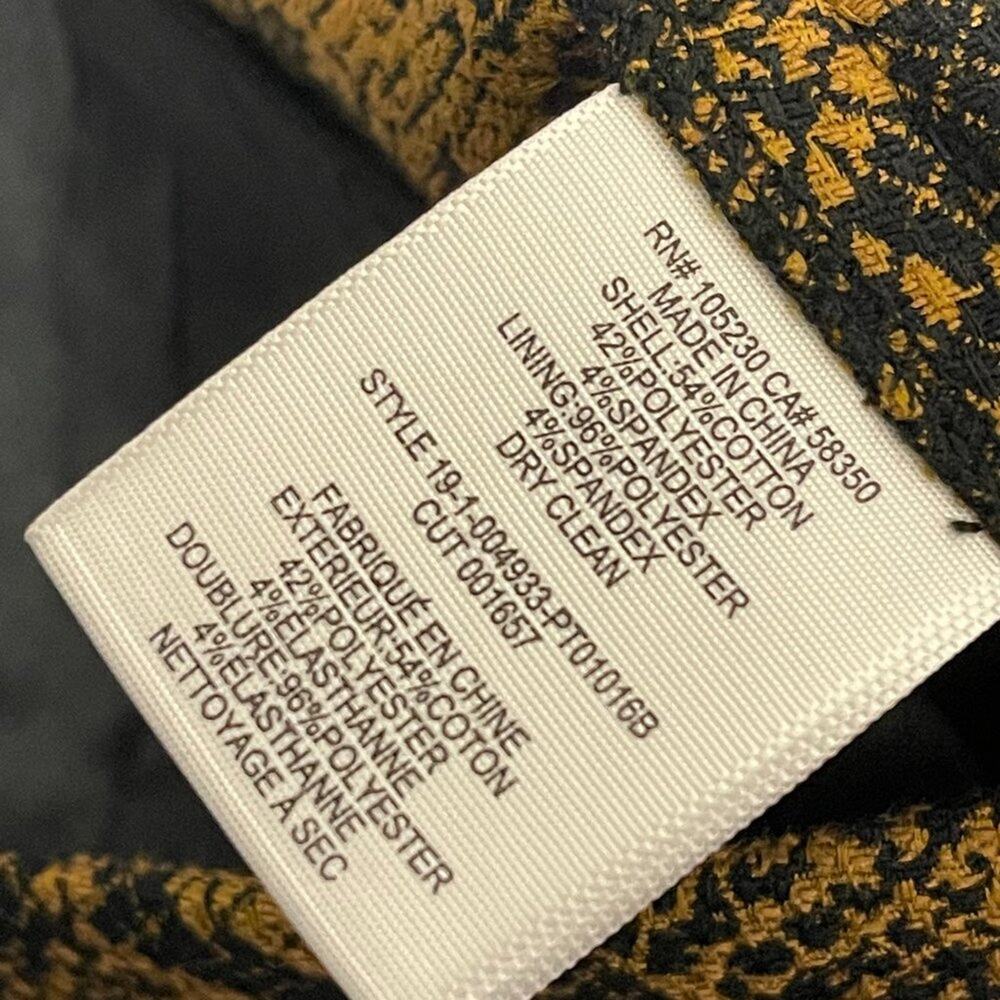 RN# 105230 CA# 58350
MADE IN CHINA
SHELL:54%COTTON
42%POLYESTER
4%SPANDEX
LINING:96%POLYESTER
4%SPANDEX
DRY CLEAN
STYLE 19-1-004933-PT01016B
CUT 001657
FABRIQUÉ EN CHINE
EXTÉRIEUR:54%COTON
42%POLYESTER
4%ÉLASTHANNE
DOUBLURE:96%POLYESTER
4%ÉLASTHANNE
NETTOYAGE À SEC